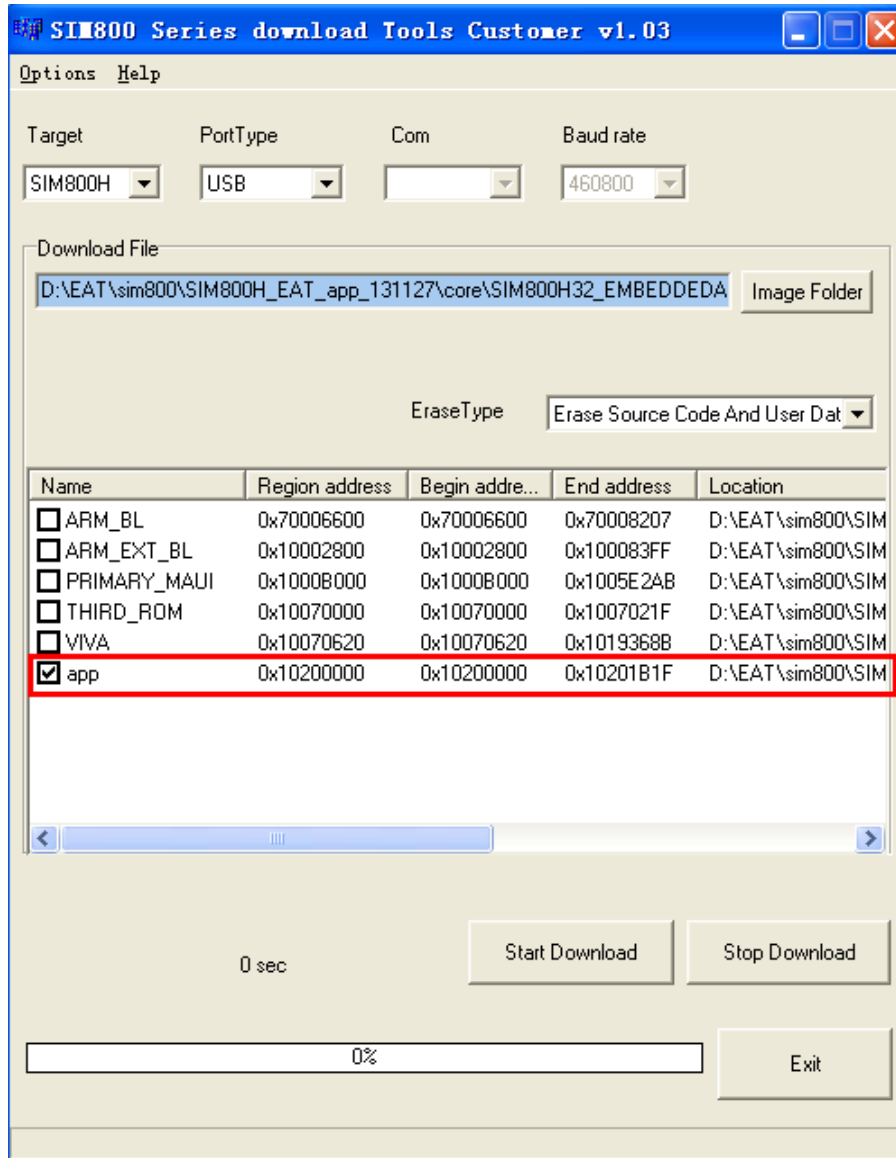 SIM800 Series download Tools Customer v1.03
Options Help
Target PortType Com Baud rate
SIM800H USB 460800
Download File
D:\EAT\sim800\SIM800H_EAT_app_131127\core\SIM800H32_EMBEDDEDA Image Folder
EraseType Erase Source Code And User Dat
Name Region address Begin addre... End address Location
ARM_BL 0x70006600 0x70006600 0x70008207 D:\EAT\sim800\SIM
ARM_EXT_BL 0x10002800 0x10002800 0x100083FF D:\EAT\sim800\SIM
PRIMARY_MAUI 0x1000B000 0x1000B000 0x1005E2AB D:\EAT\sim800\SIM
THIRD_ROM 0x10070000 0x10070000 0x1007021F D:\EAT\sim800\SIM
VIVA 0x10070620 0x10070620 0x1019368B D:\EAT\sim800\SIM
app 0x10200000 0x10200000 0x10201B1F D:\EAT\sim800\SIM
0 sec Start Download Stop Download
0% Exit